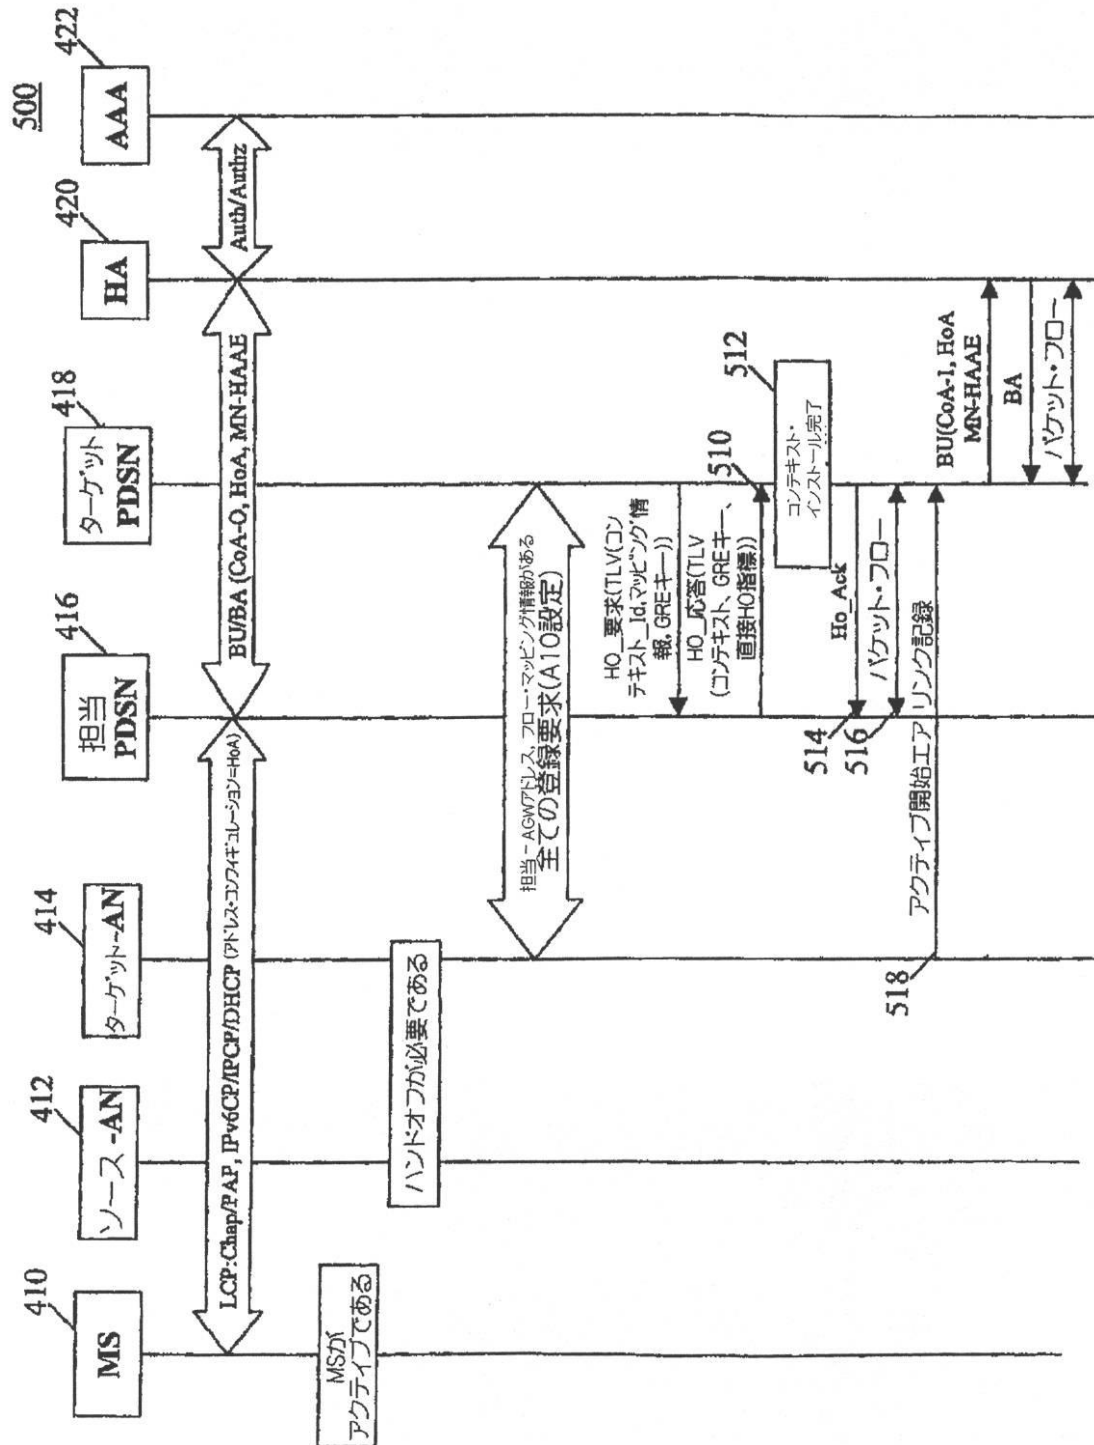 500
MS
410
ソース-AN
412
ターゲット-AN
414
担当
PDSN
416
ターゲット
PDSN
418
HA
420
AAA
422
LCP:Chap/PAP, IPv6CP/IPCP/DHCP (アドレス・コンフィギュレーション=HoA)
BU/BA (CoA-O, HoA, MN-HAAE)
Auth/Authz
MSが
アクティブである
ハンドオフが必要である
担当-AGWアドレス、フロー・マッピング情報がある
全ての登録要求(A10設定)
HO_要求(TLV(コン
テキスト_Id,マッピング情
報,GREキー))
HO_応答(TLV
(コンテキスト、GREキー、
直接HO指標))
510
512
コンテキスト・
インストール完了
Ho_Ack
514
パケット・フロー
516
アクティブ開始エアリンク記録
518
BU(CoA-I, HoA
MN-HAAE)
BA
パケット・フロー